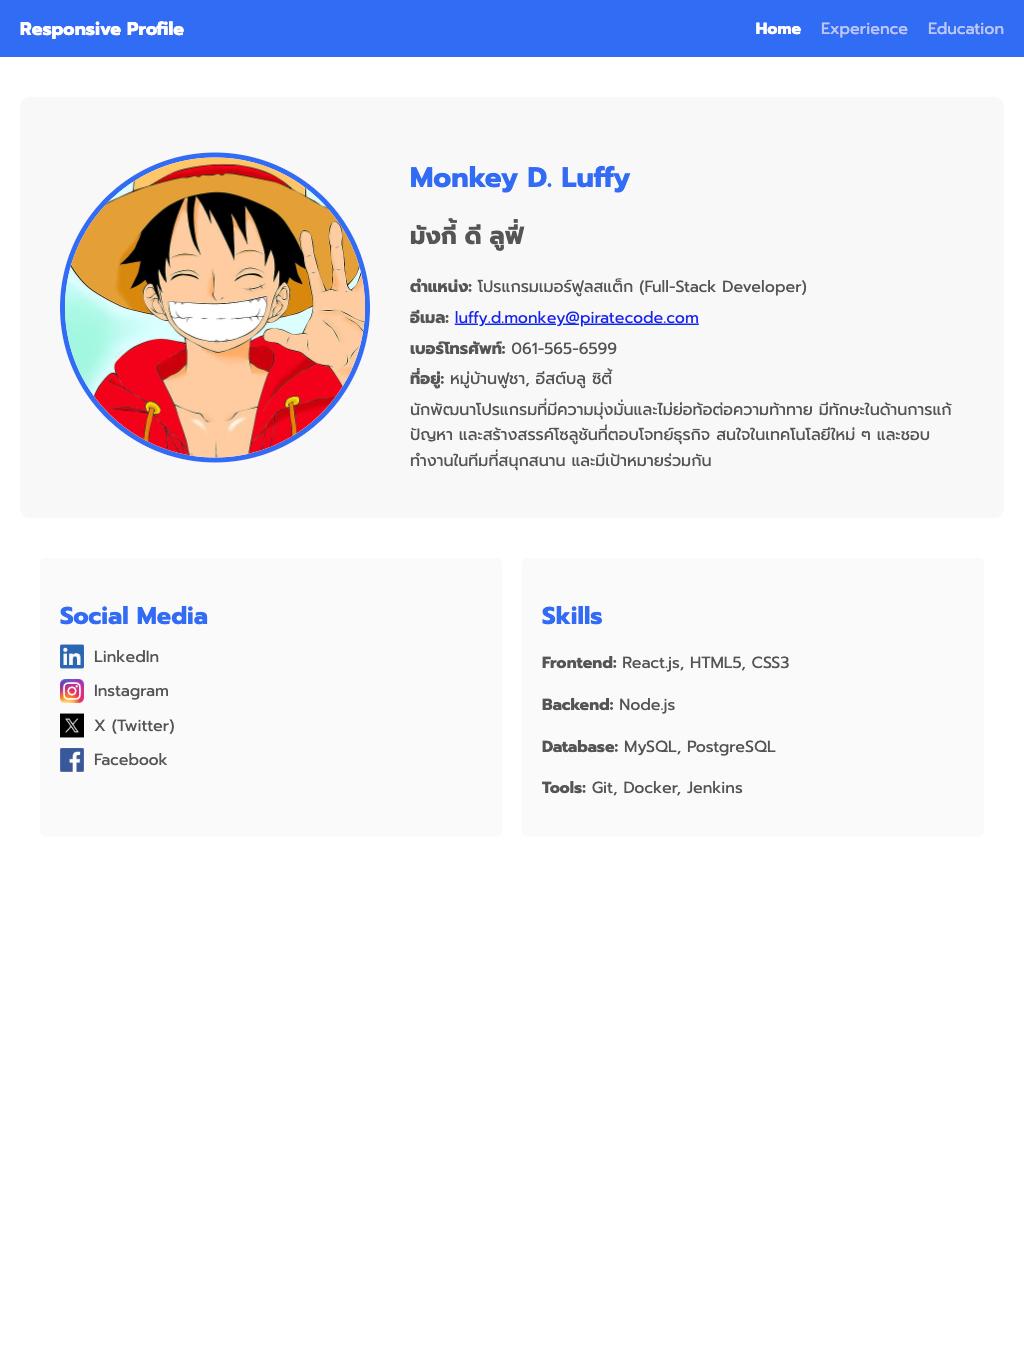 Responsive Profile
Home Experience Education
Monkey D. Luffy
มังกี้ ดี ลูฟี่
ตำแหน่ง: โปรแกรมเมอร์ฟูลสแต็ก (Full-Stack Developer)
อีเมล: luffy.d.monkey@piratecode.com
เบอร์โทรศัพท์: 061-565-6599
ที่อยู่: หมู่บ้านฟูชา, อีสต์บลู ซิตี้
นักพัฒนาโปรแกรมที่มีความมุ่งมั่นและไม่ย่อท้อต่อความท้าทาย มีทักษะในด้านการแก้
ปัญหา และสร้างสรรค์โซลูชันที่ตอบโจทย์ธุรกิจ สนใจในเทคโนโลยีใหม่ ๆ และชอบ
ทำงานในทีมที่สนุกสนาน และมีเป้าหมายร่วมกัน
Social Media
LinkedIn
Instagram
X (Twitter)
Facebook
Skills
Frontend: React.js, HTML5, CSS3
Backend: Node.js
Database: MySQL, PostgreSQL
Tools: Git, Docker, Jenkins